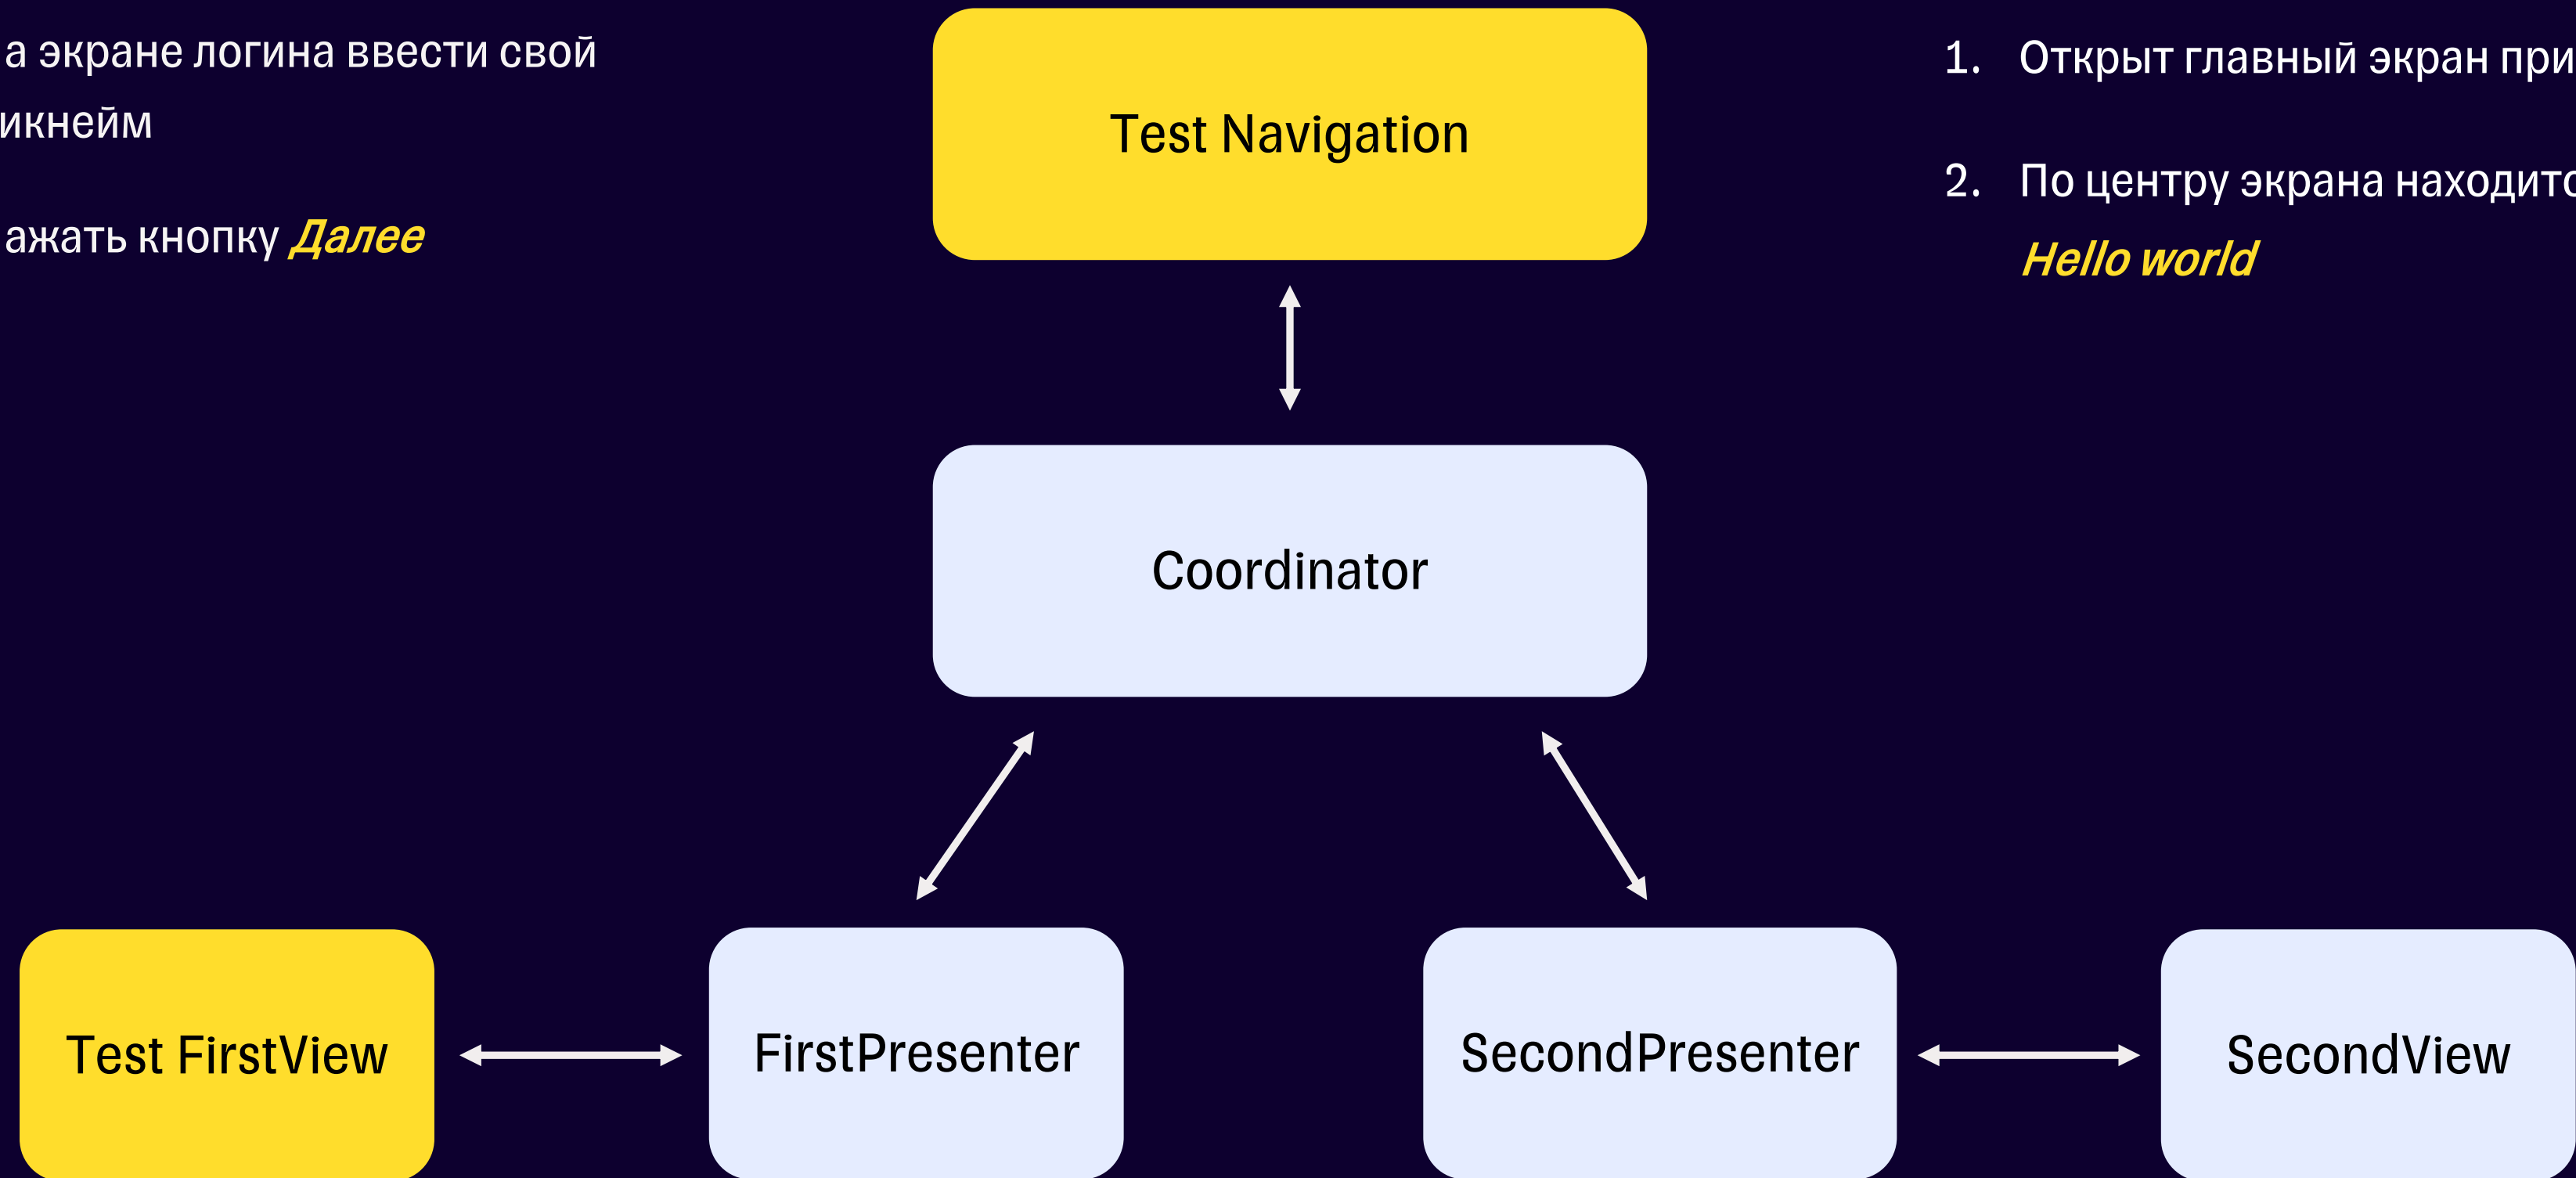 а экране логина ввести свой
икнейм
ажать кнопку Далее
Test Navigation
1. Открыт главный экран при
2. По центру экрана находитс
Hello world
Coordinator
Test FirstView
FirstPresenter
SecondPresenter
SecondView